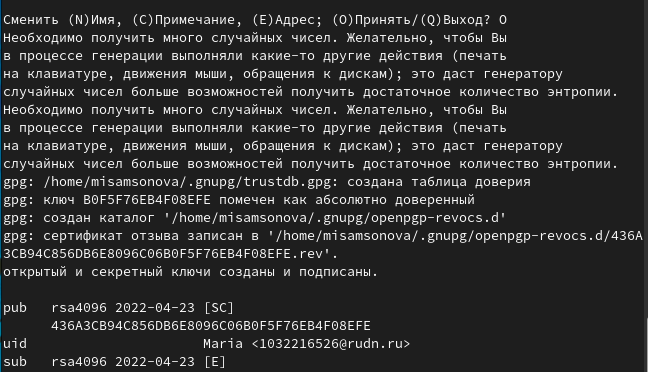 Сменить (N)Имя, (C)Примечание, (E)Адрес; (O)Принять/(Q)Выход? O
Необходимо получить много случайных чисел. Желательно, чтобы Вы
в процессе генерации выполняли какие-то другие действия (печать
на клавиатуре, движения мыши, обращения к дискам); это даст генератору
случайных чисел больше возможностей получить достаточное количество энтропии.
Необходимо получить много случайных чисел. Желательно, чтобы Вы
в процессе генерации выполняли какие-то другие действия (печать
на клавиатуре, движения мыши, обращения к дискам); это даст генератору
случайных чисел больше возможностей получить достаточное количество энтропии.
gpg: /home/misamsonova/.gnupg/trustdb.gpg: создана таблица доверия
gpg: ключ B0F5F76EB4F08EFE помечен как абсолютно доверенный
gpg: создан каталог '/home/misamsonova/.gnupg/openpgp-revocs.d'
gpg: сертификат отзыва записан в '/home/misamsonova/.gnupg/openpgp-revocs.d/436A
3CB94C856DB6E8096C06B0F5F76EB4F08EFE.rev'.
открытый и секретный ключи созданы и подписаны.
pub   rsa4096 2022-04-23 [SC]
      436A3CB94C856DB6E8096C06B0F5F76EB4F08EFE
uid                      Maria <1032216526@rudn.ru>
sub   rsa4096 2022-04-23 [E]